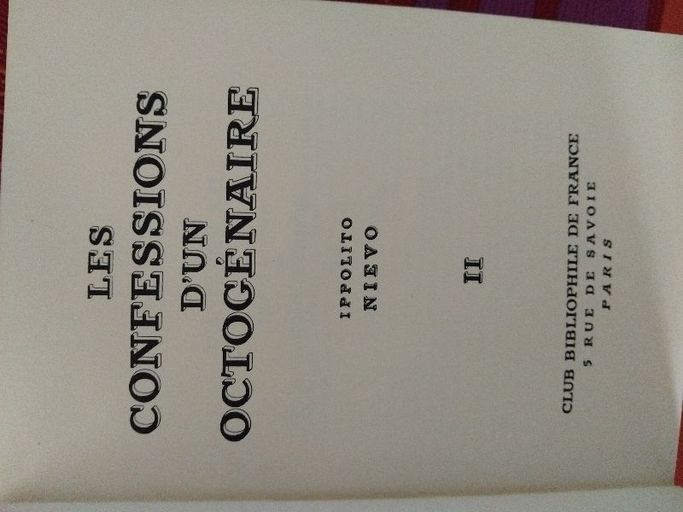 LES
CONFESSIONS
D'UN
OCTOGÉNAIRE
IPPOLITO
NIEVO
II
CLUB BIBLIOPHILE DE FRANCE
5 RUE DE SAVOIE
PARIS